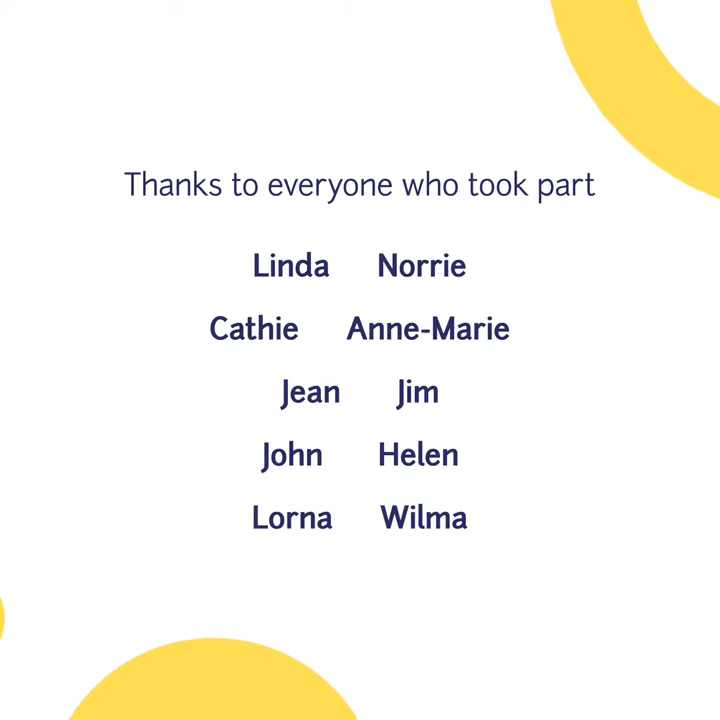 Thanks to everyone who took part
Linda Norrie
Cathie Anne-Marie
Jean Jim
John Helen
Lorna Wilma